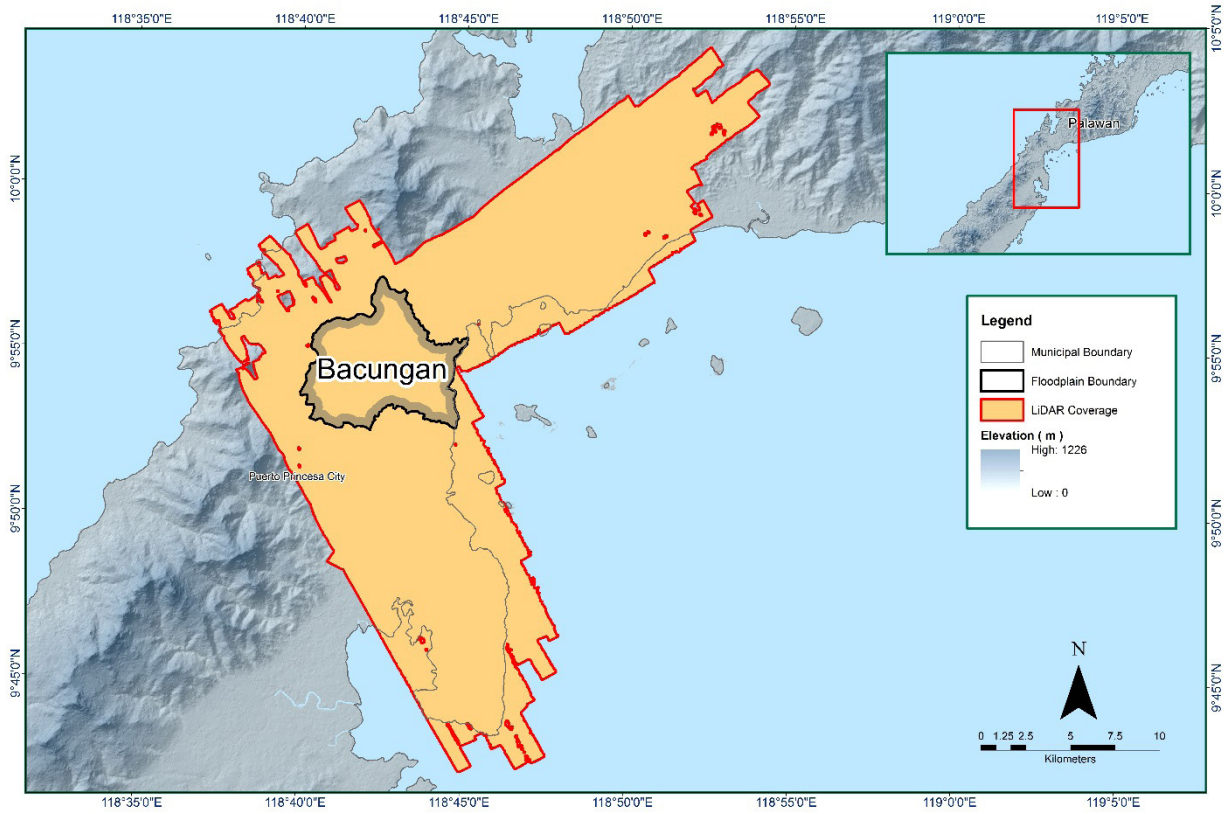 118°35'0"E 118°40'0"E 118°45'0"E 118°50'0"E 118°55'0"E 119°0'0"E 119°5'0"E
10°5'0"N
Palawan
10°0'0"N
10°0'0"N
9°55'0"N
9°55'0"N
Bacungan
Legend
Municipal Boundary
Floodplain Boundary
LiDAR Coverage
Elevation ( m )
High: 1226
Low : 0
Puerto Princesa City
9°50'0"N
9°50'0"N
N
9°45'0"N
9°45'0"N
0 1.25 2.5 5 7.5 10
Kilometers
118°35'0"E 118°40'0"E 118°45'0"E 118°50'0"E 118°55'0"E 119°0'0"E 119°5'0"E